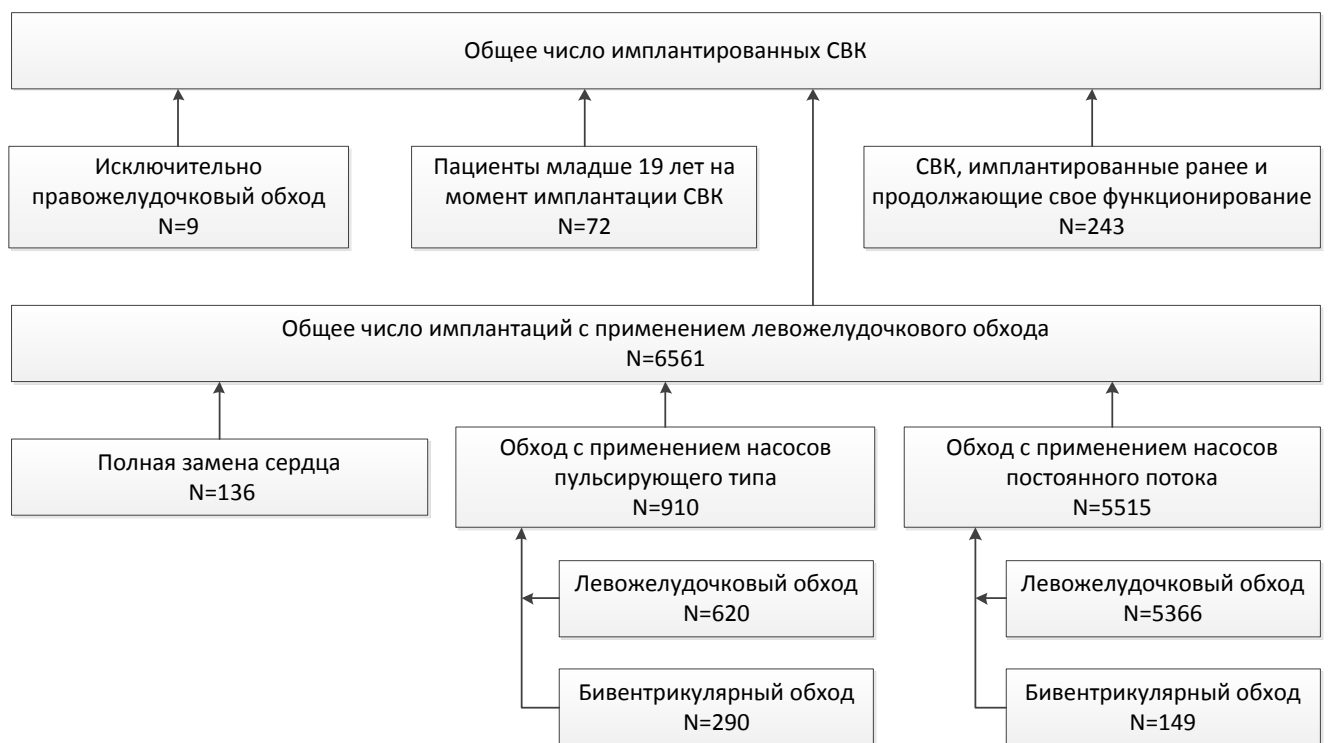 Общее число имплантированных СВК
Исключительно
правожелудочковый обход
N=9
Пациенты младше 19 лет на
момент имплантации СВК
N=72
СВК, имплантированные ранее и
продолжающие свое функционирование
N=243
Общее число имплантаций с применением левожелудочкового обхода
N=6561
Полная замена сердца
N=136
Обход с применением насосов
пульсирующего типа
N=910
Обход с применением насосов
постоянного потока
N=5515
Левожелудочковый обход
N=620
Левожелудочковый обход
N=5366
Бивентрикулярный обход
N=290
Бивентрикулярный обход
N=149